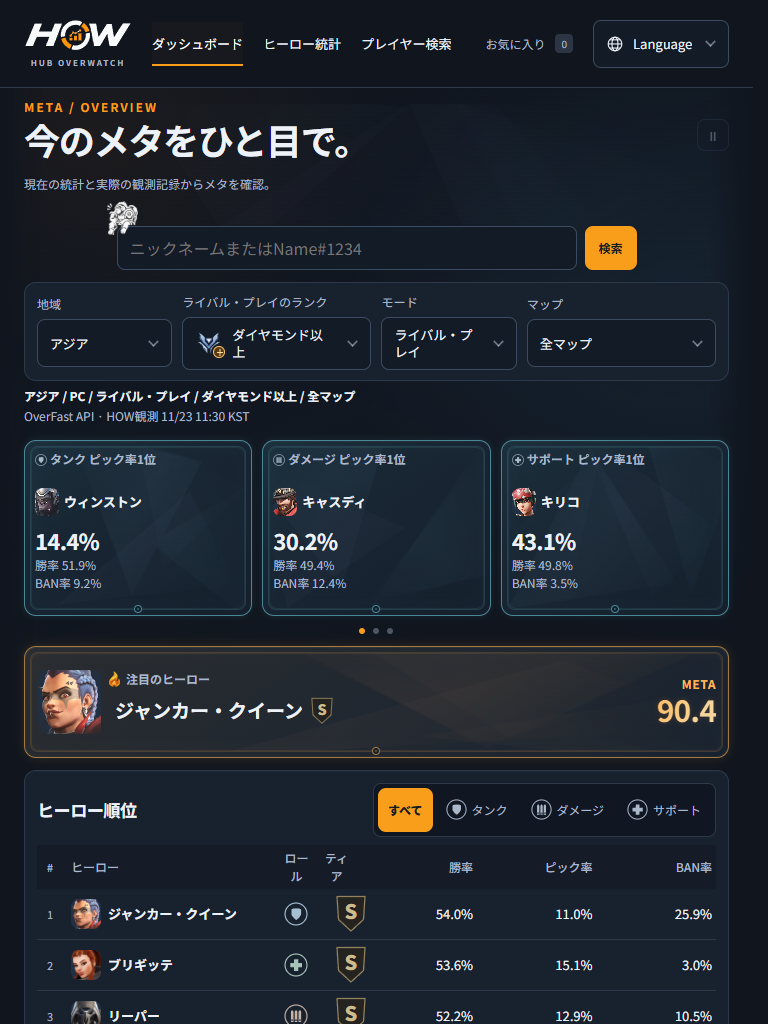 HOW
HUB OVERWATCH
ダッシュボード ヒーロー統計 プレイヤー検索 お気に入り 0 Language
META / OVERVIEW
今のメタをひと目で。
現在の統計と実際の観測記録からメタを確認。
ニックネームまたはName#1234 検索
地域 ライバル・プレイのランク モード マップ
アジア ダイヤモンド以上 ライバル・プレイ 全マップ
アジア / PC / ライバル・プレイ / ダイヤモンド以上 / 全マップ
OverFast API · HOW観測 11/23 11:30 KST
タンク ピック率1位
ウィンストン
14.4%
勝率 51.9%
BAN率 9.2%
ダメージ ピック率1位
キャスディ
30.2%
勝率 49.4%
BAN率 12.4%
サポート ピック率1位
キリコ
43.1%
勝率 49.8%
BAN率 3.5%
注目のヒーロー
ジャンカー・クイーン S
META
90.4
ヒーロー順位 すべて タンク ダメージ サポート
# ヒーロー ロール ティア 勝率 ピック率 BAN率
1 ジャンカー・クイーン S 54.0% 11.0% 25.9%
2 ブリギッテ S 53.6% 15.1% 3.0%
3 リーパー S 52.2% 12.9% 10.5%